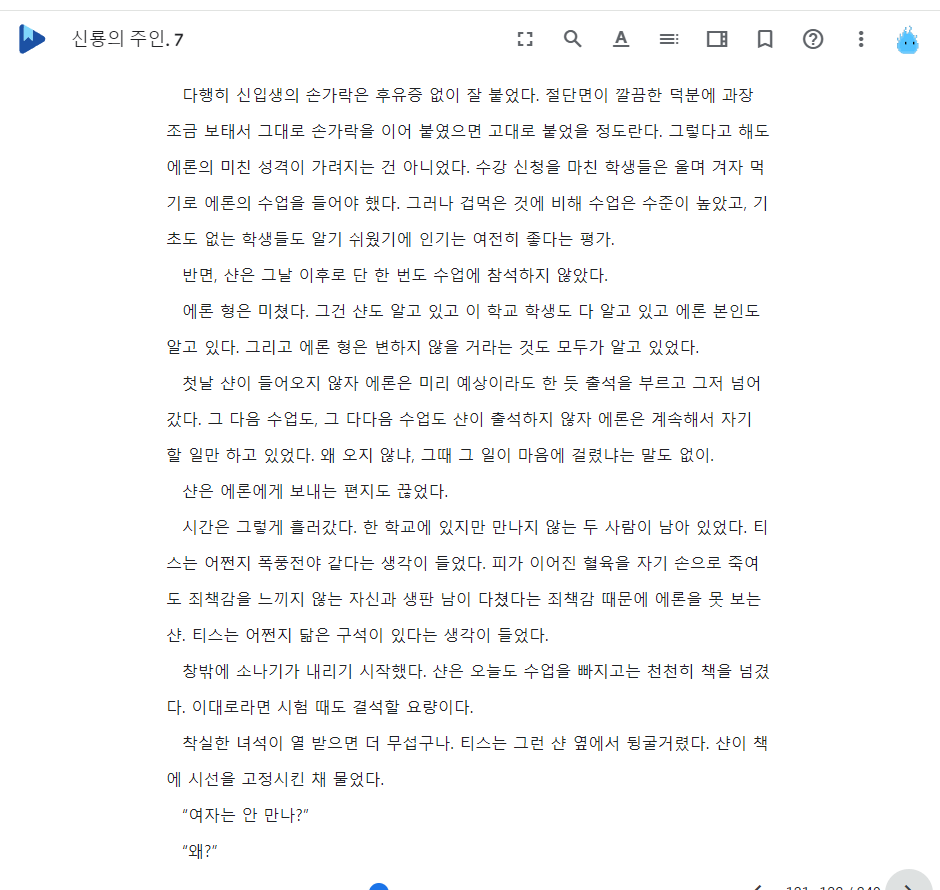 신룡의 주인. 7
다행히 신입생의 손가락은 후유증 없이 잘 붙었다. 절단면이 깔끔한 덕분에 과장
조금 보태서 그대로 손가락을 이어 붙였으면 고대로 붙었을 정도란다. 그렇다고 해도
에론의 미친 성격이 가려지는 건 아니었다. 수강 신청을 마친 학생들은 울며 겨자 먹
기로 에론의 수업을 들어야 했다. 그러나 겁먹은 것에 비해 수업은 수준이 높았고, 기
초도 없는 학생들도 알기 쉬웠기에 인기는 여전히 좋다는 평가.
반면, 샨은 그날 이후로 단 한 번도 수업에 참석하지 않았다.
에론 형은 미쳤다. 그건 샨도 알고 있고 이 학교 학생도 다 알고 있고 에론 본인도
알고 있다. 그리고 에론 형은 변하지 않을 거라는 것도 모두가 알고 있었다.
첫날 샨이 들어오지 않자 에론은 미리 예상이라도 한 듯 출석을 부르고 그저 넘어
갔다. 그 다음 수업도, 그 다다음 수업도 샨이 출석하지 않자 에론은 계속해서 자기
할 일만 하고 있었다. 왜 오지 않냐, 그때 그 일이 마음에 걸렸냐는 말도 없이.
샨은 에론에게 보내는 편지도 끊었다.
시간은 그렇게 흘러갔다. 한 학교에 있지만 만나지 않는 두 사람이 남아 있었다. 티
스는 어쩐지 폭풍전야 같다는 생각이 들었다. 피가 이어진 혈육을 자기 손으로 죽여
도 죄책감을 느끼지 않는 자신과 생판 남이 다쳤다는 죄책감 때문에 에론을 못 보는
샨. 티스는 어쩐지 닮은 구석이 있다는 생각이 들었다.
창밖에 소나기가 내리기 시작했다. 샨은 오늘도 수업을 빠지고는 천천히 책을 넘겼
다. 이대로라면 시험 때도 결석할 요량이다.
착실한 녀석이 열 받으면 더 무섭구나. 티스는 그런 샨 옆에서 뒹굴거렸다. 샨이 책
에 시선을 고정시킨 채 물었다.
“여자는 안 만나?”
“왜?”